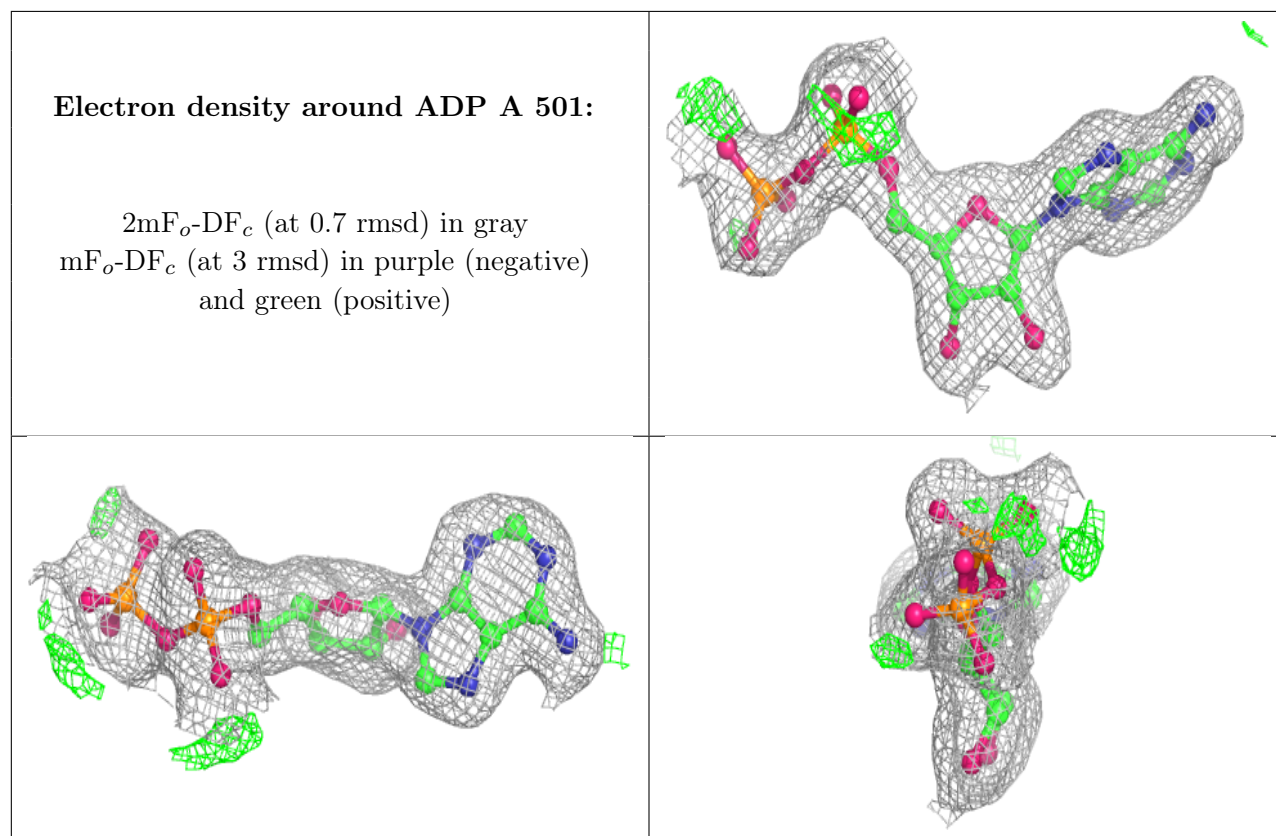 Electron density around ADP A 501:
2mFo-DFc (at 0.7 rmsd) in gray
mFo-DFc (at 3 rmsd) in purple (negative)
and green (positive)